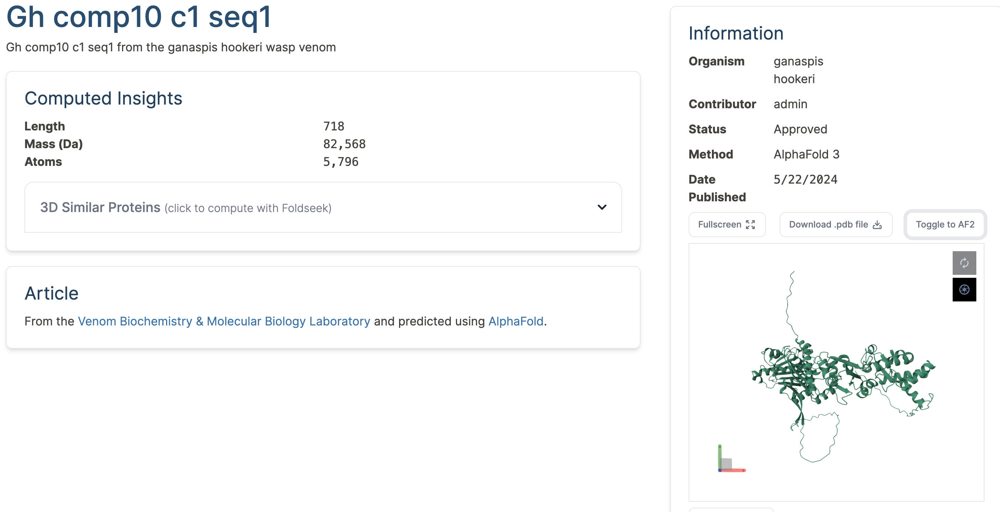 Gh comp10 c1 seq1
Gh comp10 c1 seq1 from the ganaspis hookeri wasp venom
Computed Insights
Length 718
Mass (Da) 82,568
Atoms 5,796
3D Similar Proteins (click to compute with Foldseek)
Article
From the Venom Biochemistry & Molecular Biology Laboratory and predicted using AlphaFold.
Information
Organism ganaspis
hookeri
Contributor admin
Status Approved
Method AlphaFold 3
Date 5/22/2024
Published
Fullscreen Download .pdb file Toggle to AF2